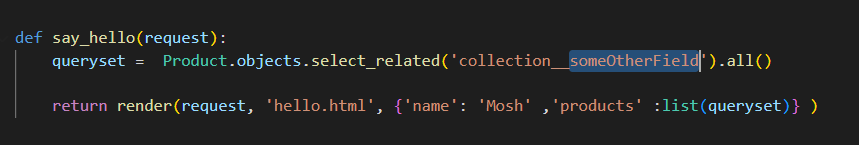 def say_hello(request):
    queryset =  Product.objects.select_related('collection__someOtherField').all()
    return render(request, 'hello.html', {'name': 'Mosh' ,'products' :list(queryset)} )